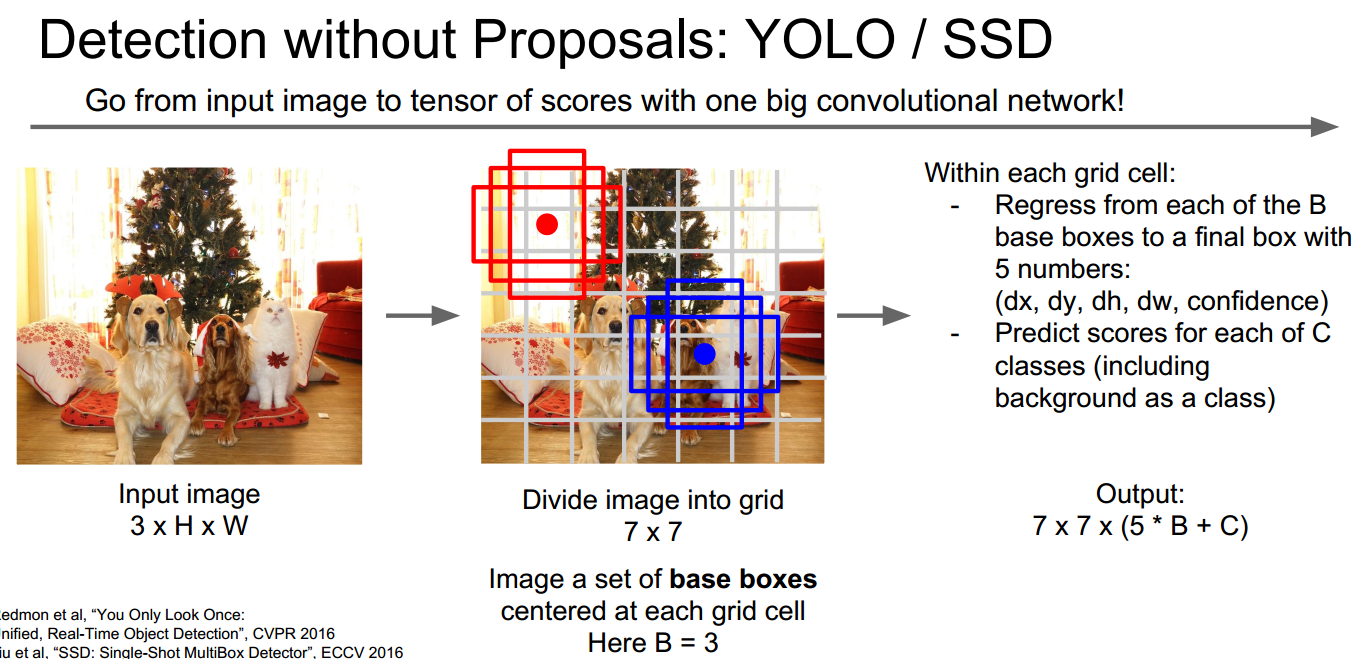 Detection without Proposals: YOLO / SSD
Go from input image to tensor of scores with one big convolutional network!
Input image
3 x H x W
Divide image into grid
7 x 7
Image a set of base boxes
centered at each grid cell
Here B = 3
Within each grid cell:
- Regress from each of the B
base boxes to a final box with
5 numbers:
(dx, dy, dh, dw, confidence)
- Predict scores for each of C
classes (including
background as a class)
Output:
7 x 7 x (5 * B + C)
edmon et al, “You Only Look Once:
nified, Real-Time Object Detection”, CVPR 2016
iu et al, “SSD: Single-Shot MultiBox Detector”, ECCV 2016